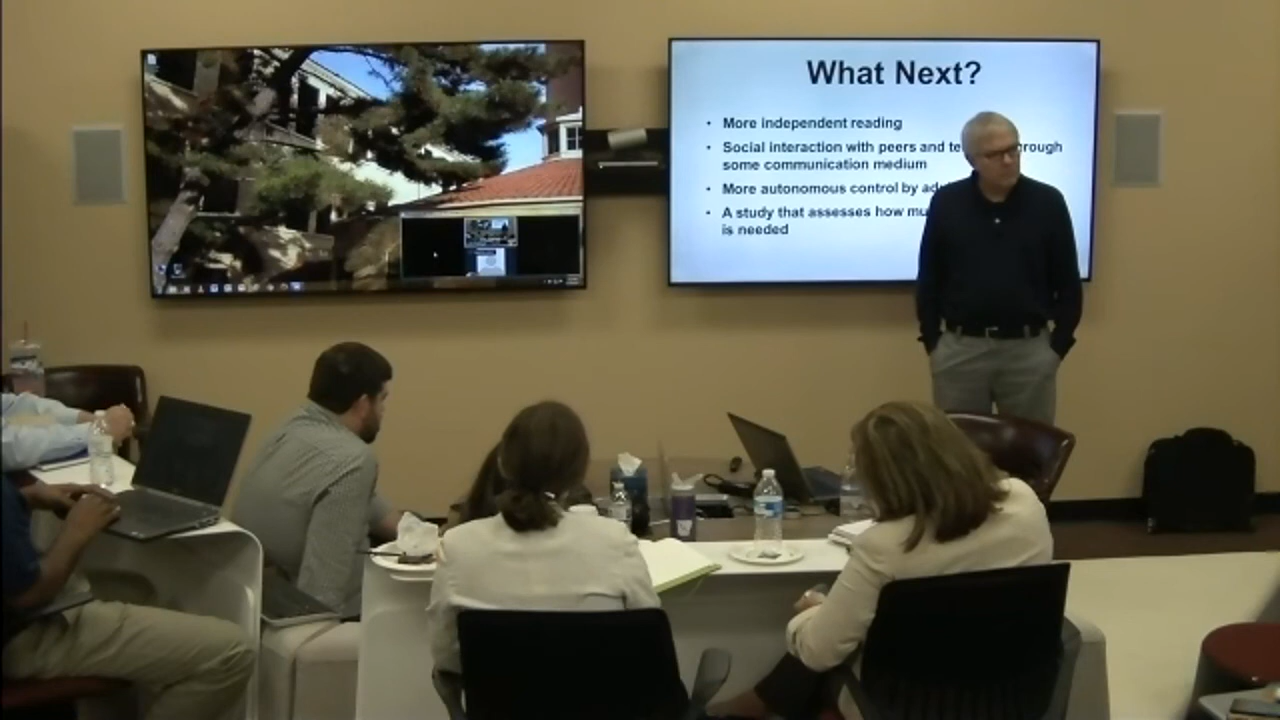 What Next?
• More independent reading
• Social interaction with peers and te rough
some communication medium
• More autonomous control by ad
• A study that assesses how mu
is needed